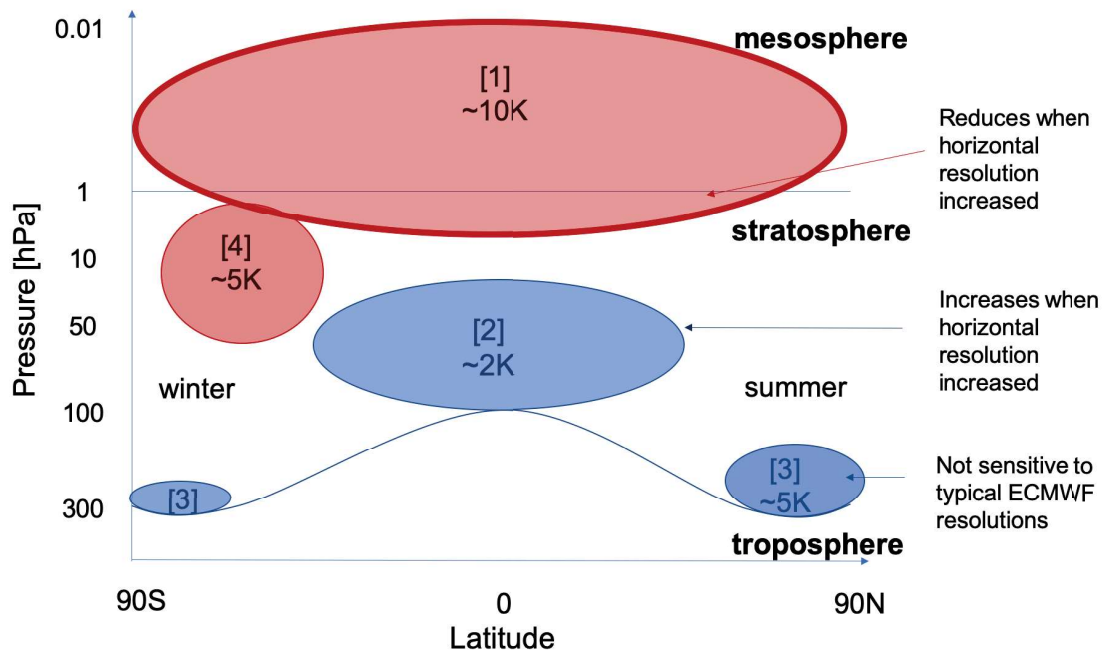 0.01
mesosphere
[1]
~10K
Reduces when
horizontal
resolution
increased
1
stratosphere
[4]
~5K
10
Pressure [hPa]
50
[2]
~2K
Increases when
horizontal
resolution
increased
winter
summer
100
[3]
[3]
~5K
Not sensitive to
typical ECMWF
resolutions
300
troposphere
90S
0
90N
Latitude